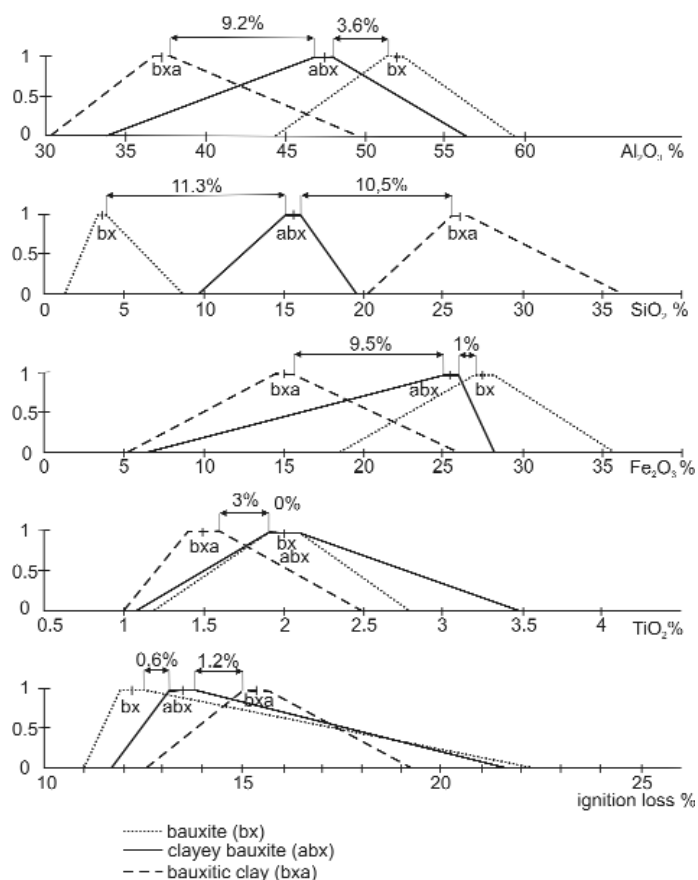 9.2% 3.6%
1 bxa abx bx
0.5
0
30 35 40 45 50 55 60 Al₂O₃ %
11.3% 10,5%
1 bx abx bxa
0.5
0
0 5 10 15 20 25 30 35 SiO₂ %
9.5% 1%
1 bxa abx bx
0.5
0
0 5 10 15 20 25 30 35 Fe₂O₃ %
3% 0%
1 bxa bx
abx
0.5
0
0.5 1 1.5 2 2.5 3 3.5 4 TiO₂ %
0.6% 1.2%
1 bx abx bxa
0.5
0
10 15 20 25
ignition loss %
bauxite (bx)
clayey bauxite (abx)
bauxitic clay (bxa)